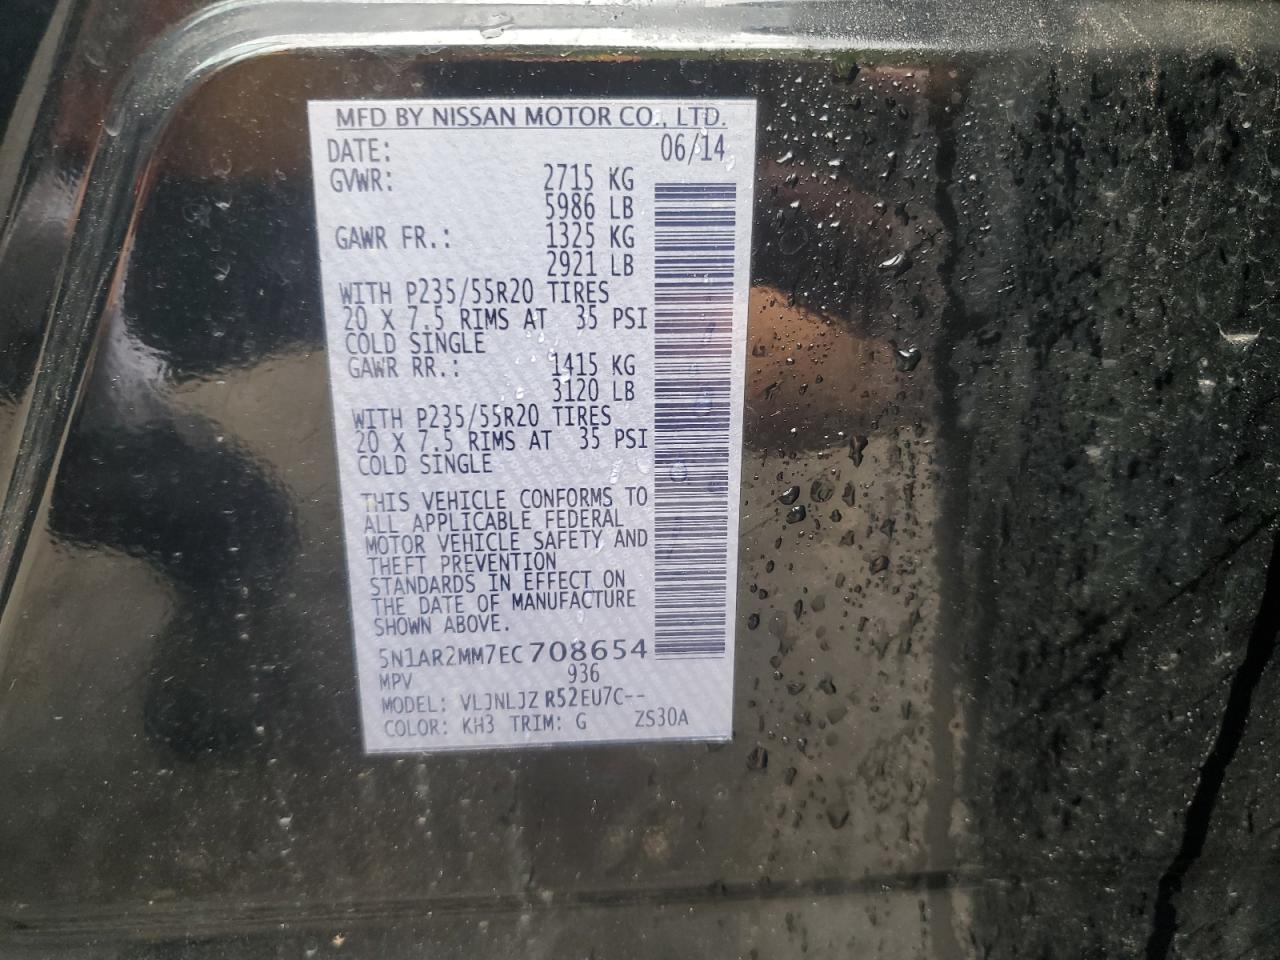 MFD BY NISSAN MOTOR CO., LTD.
DATE: 06/14
GVWR: 2715 KG
5986 LB
GAWR FR.: 1325 KG
2921 LB
WITH P235/55R20 TIRES
20 X 7.5 RIMS AT 35 PSI
COLD SINGLE
GAWR RR.: 1415 KG
3120 LB
WITH P235/55R20 TIRES
20 X 7.5 RIMS AT 35 PSI
COLD SINGLE
THIS VEHICLE CONFORMS TO
ALL APPLICABLE FEDERAL
MOTOR VEHICLE SAFETY AND
THEFT PREVENTION
STANDARDS IN EFFECT ON
THE DATE OF MANUFACTURE
SHOWN ABOVE.
5N1AR2MM7EC708654
MPV 936
MODEL: VLJNLJZ R52EU7C--
COLOR: KH3 TRIM: G ZS30A